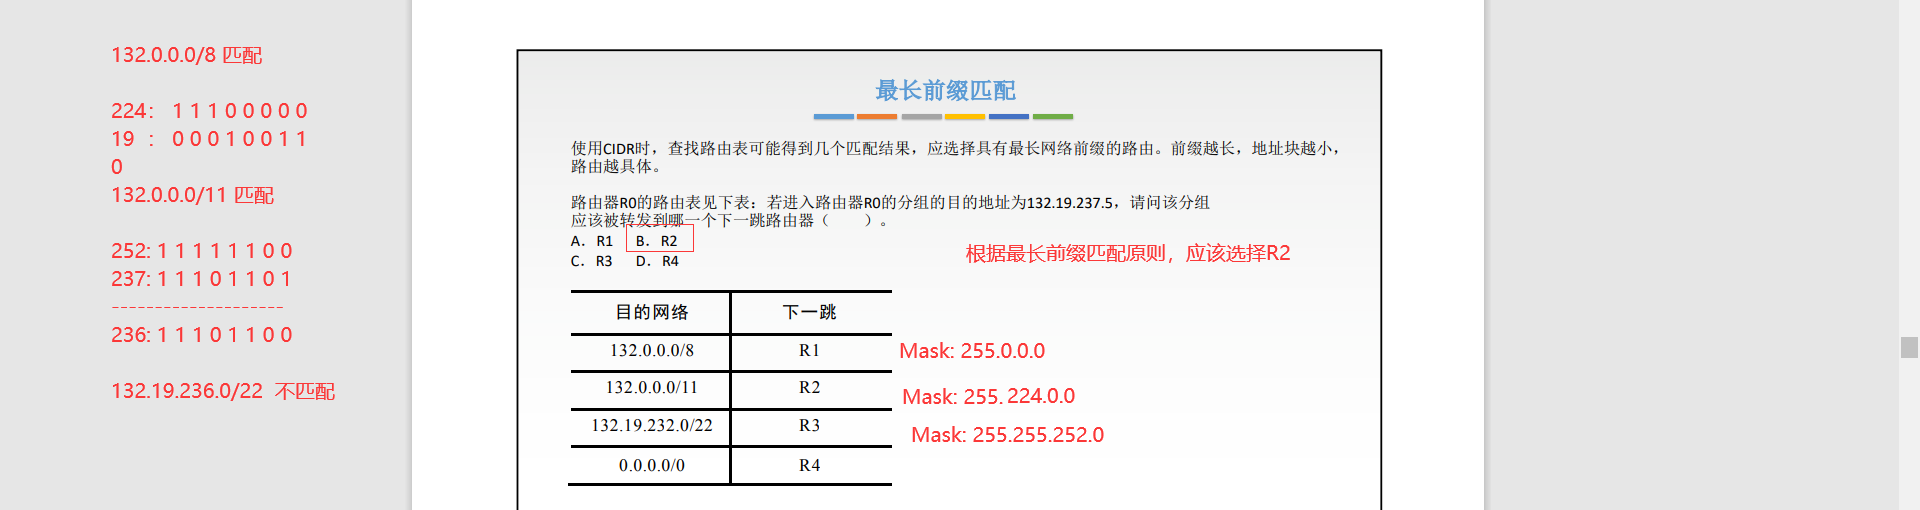 132.0.0.0/8 匹配
224： 1 1 1 0 0 0 0 0
19 ： 0 0 0 1 0 0 1 1
0
132.0.0.0/11 匹配
252: 1 1 1 1 1 1 0 0
237: 1 1 1 0 1 1 0 1
--------------------
236: 1 1 1 0 1 1 0 0
132.19.236.0/22 不匹配
最长前缀匹配
使用CIDR时，查找路由表可能得到几个匹配结果，应选择具有最长网络前缀的路由。前缀越长，地址块越小，
路由越具体。
路由器R0的路由表见下表：若进入路由器R0的分组的目的地址为132.19.237.5，请问该分组
应该被转发到哪一个下一跳路由器（　　）。
A. R1 B. R2
C. R3 D. R4
根据最长前缀匹配原则，应该选择R2
目的网络 下一跳
132.0.0.0/8 R1 Mask: 255.0.0.0
132.0.0.0/11 R2 Mask: 255. 224.0.0
132.19.232.0/22 R3 Mask: 255.255.252.0
0.0.0.0/0 R4